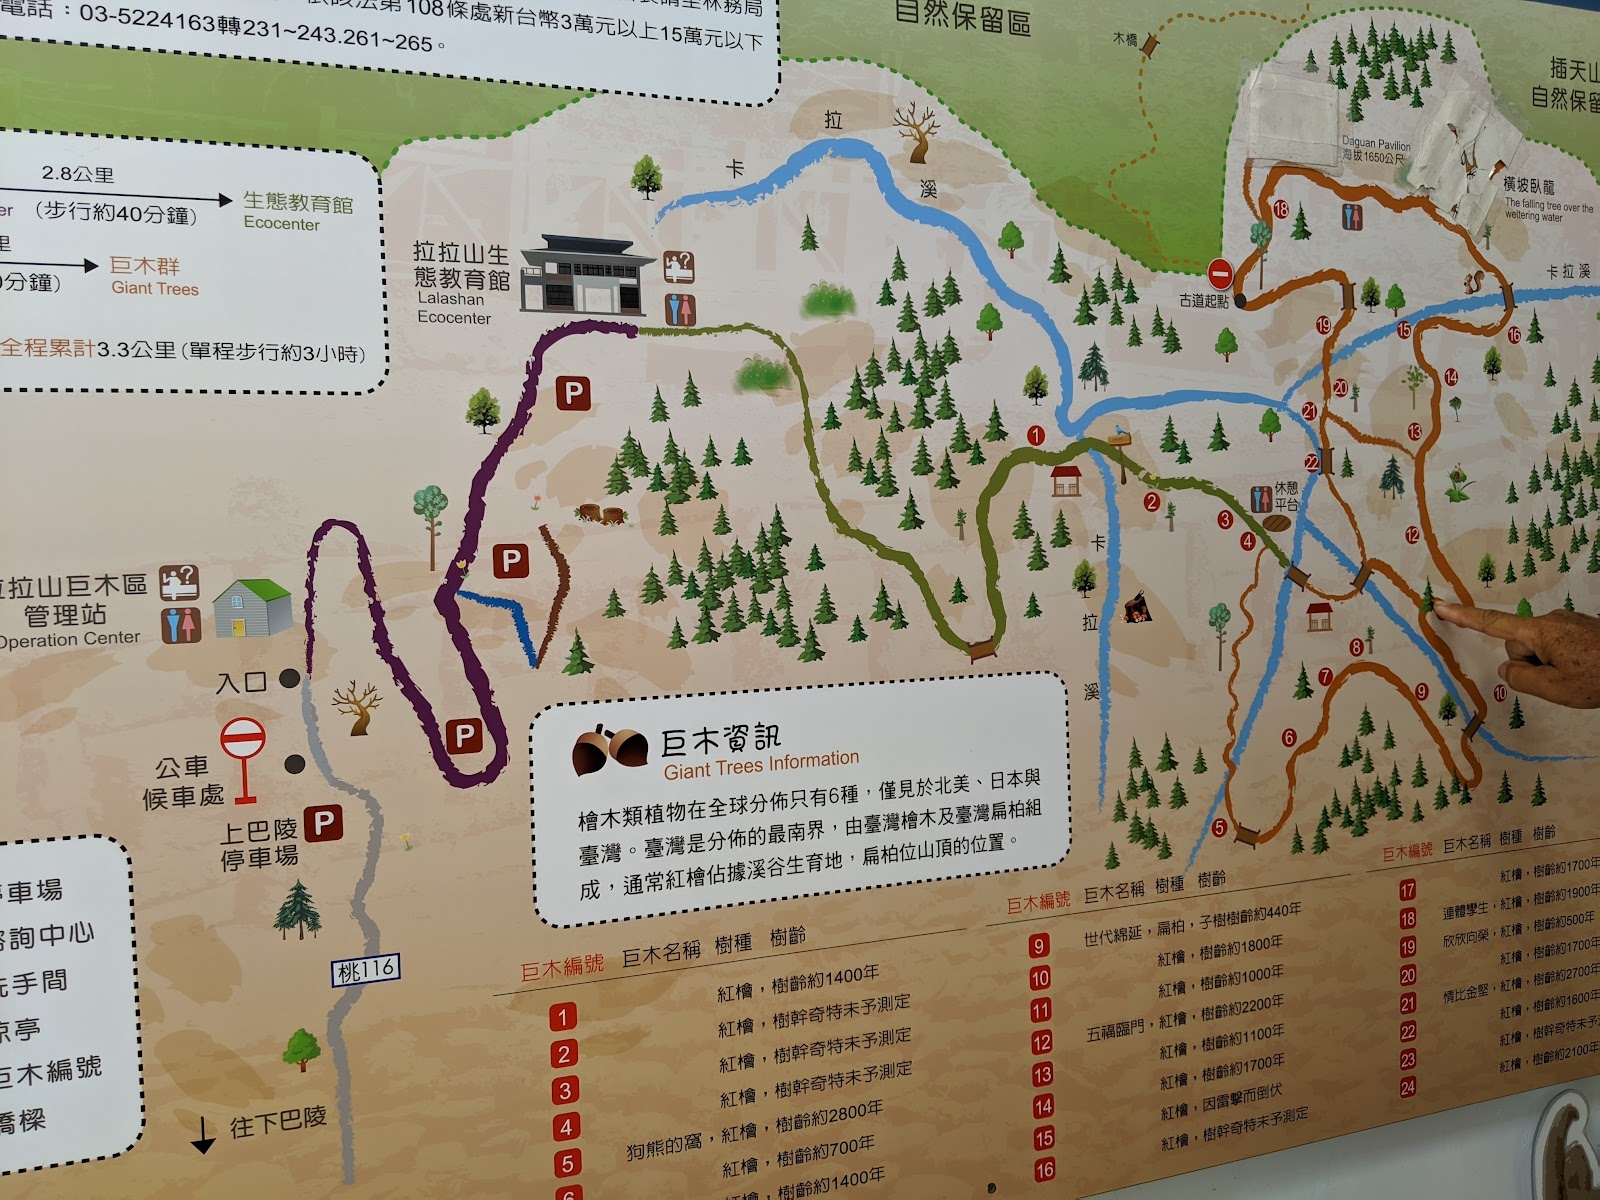 電話：03-5224163轉231~243.261~265。
108條處新台幣3萬元以上15萬元以下
2.8公里
(步行約40分鐘)
生態教育館
Ecocenter
巨木群
Giant Trees
全程累計3.3公里(單程步行約3小時)
自然保留區
木橋
插天山
自然保留
Daguan Pavilion
海拔1650公尺
橫坡臥龍
The falling tree over the
weltering water
卡拉溪
古道起點
卡
拉
溪
拉拉山生
態教育館
Lalashan
Ecocenter
P
P
P
休憩
平台
卡
拉
溪
1
2
3
4
5
6
7
8
9
10
12
13
14
15
16
18
19
20
21
22
拉山巨木區
管理站
Operation Center
入口
公車
候車處
上巴陵
停車場
P
桃116
往下巴陵
停車場
諮詢中心
洗手間
涼亭
巨木編號
橋樑
巨木資訊
Giant Trees Information
檜木類植物在全球分佈只有6種，僅見於北美、日本與
臺灣。臺灣是分佈的最南界，由臺灣檜木及臺灣扁柏組
成，通常紅檜佔據溪谷生育地，扁柏位山頂的位置。
巨木編號 巨木名稱 樹種 樹齡
1 紅檜，樹齡約1400年
2 紅檜，樹幹奇特未予測定
3 紅檜，樹幹奇特未予測定
4 紅檜，樹幹奇特未予測定
5 狗熊的窩，紅檜，樹齡約2800年
6 紅檜，樹齡約700年
紅檜，樹齡約1400年
巨木編號 巨木名稱 樹種 樹齡
9 世代綿延，扁柏，子樹樹齡約440年
10 紅檜，樹齡約1800年
11 紅檜，樹齡約1000年
12 五福臨門，紅檜，樹齡約2200年
13 紅檜，樹齡約1100年
14 紅檜，樹齡約1700年
15 紅檜，因雷擊而倒伏
16 紅檜，樹幹奇特未予測定
巨木編號 巨木名稱 樹種 樹齡
17 紅檜，樹齡約1700年
18 連體孿生，紅檜，樹齡約1900年
19 欣欣向榮，紅檜，樹齡約500年
20 紅檜，樹齡約1700年
21 情比金堅，紅檜，樹齡約2700年
22 紅檜，樹齡約1600年
23 紅檜，樹幹奇特未予測
24 紅檜，樹齡約2100年